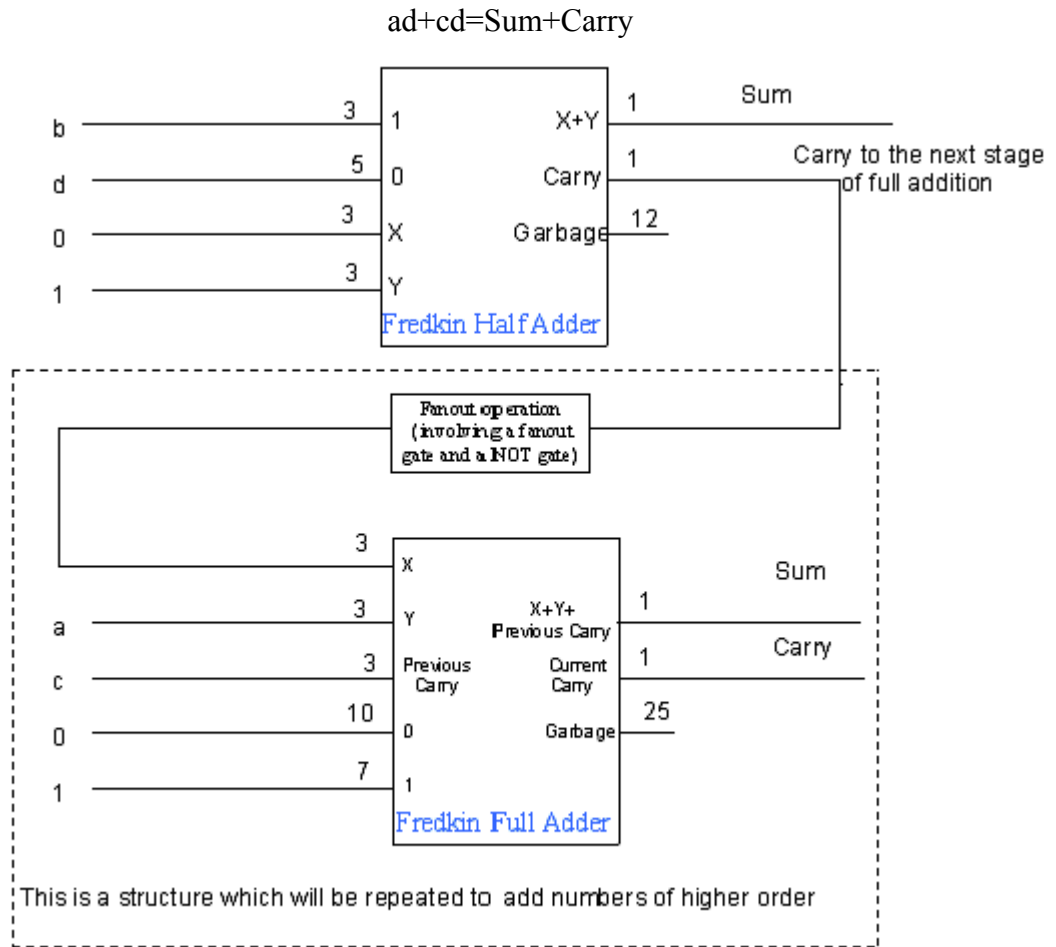 ad+cd=Sum+Carry
b 3 1 X+Y 1 Sum
d 5 0 Carry 1 Carry to the next stage
of full addition
0 3 X Garbage 12
1 3 Y
Fredkin Half Adder
Fanout operation
(involving a fanout
gate and a NOT gate)
3 X
Sum
a 3 Y X+Y+
Previous Carry 1
Carry
c 3 Previous
Carry
Current
Carry 1
0 10 0 Garbage 25
1 7 1
Fredkin Full Adder
This is a structure which will be repeated to add numbers of higher order